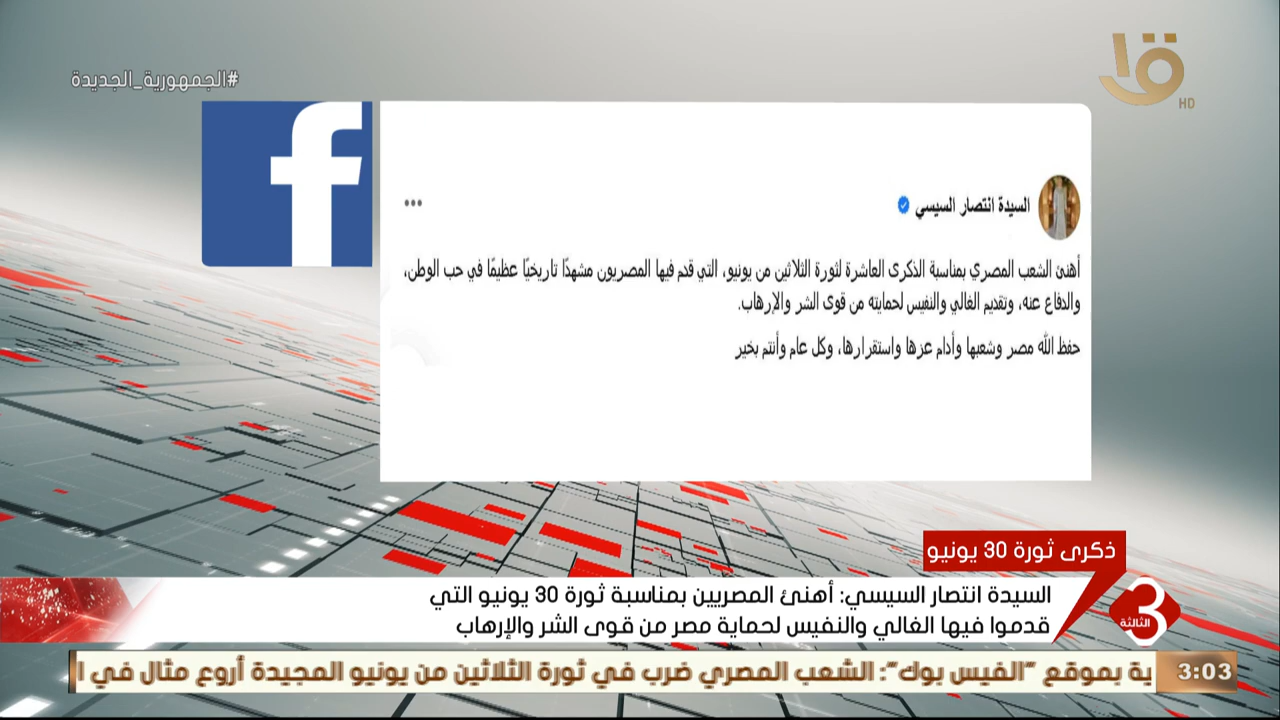 #الجمهورية_الجديدة
HD
السيدة انتصار السيسي
أهنئ الشعب المصري بمناسبة الذكرى العاشرة لثورة الثلاثين من يونيو، التي قدم فيها المصريون مشهدًا تاريخيًا عظيمًا في حب الوطن،
والدفاع عنه، وتقديم الغالي والنفيس لحمايته من قوى الشر والإرهاب.
حفظ الله مصر وشعبها وأدام عزها واستقرارها، وكل عام وأنتم بخير
ذكرى ثورة 30 يونيو
السيدة انتصار السيسي: أهنئ المصريين بمناسبة ثورة 30 يونيو التي
قدموا فيها الغالي والنفيس لحماية مصر من قوى الشر والإرهاب
3 الثالثة
3:03
ية بموقع "الفيس بوك": الشعب المصري ضرب في ثورة الثلاثين من يونيو المجيدة أروع مثال في ا